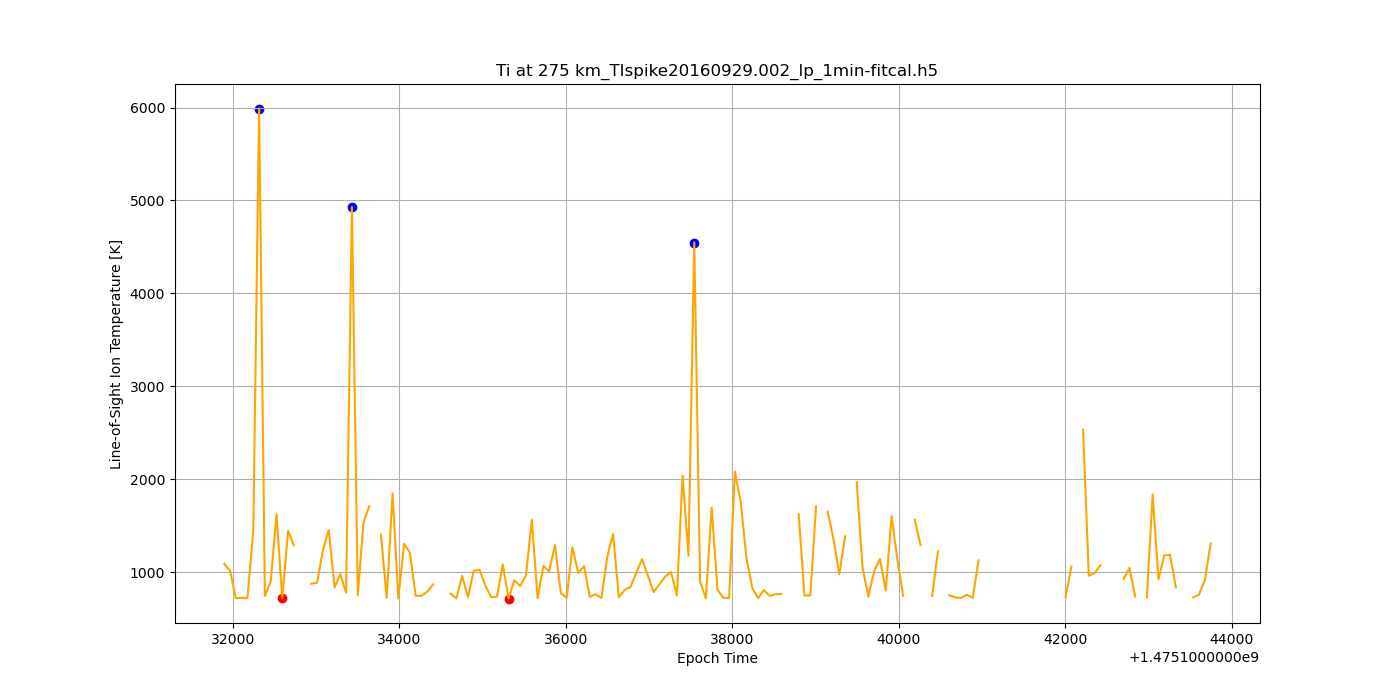 Ti at 275 km_TIspike20160929.002_lp_1min-fitcal.h5
Line-of-Sight Ion Temperature [K]
6000
5000
4000
3000
2000
1000
32000 34000 36000 38000 40000 42000 44000
Epoch Time
+1.4751000000e9